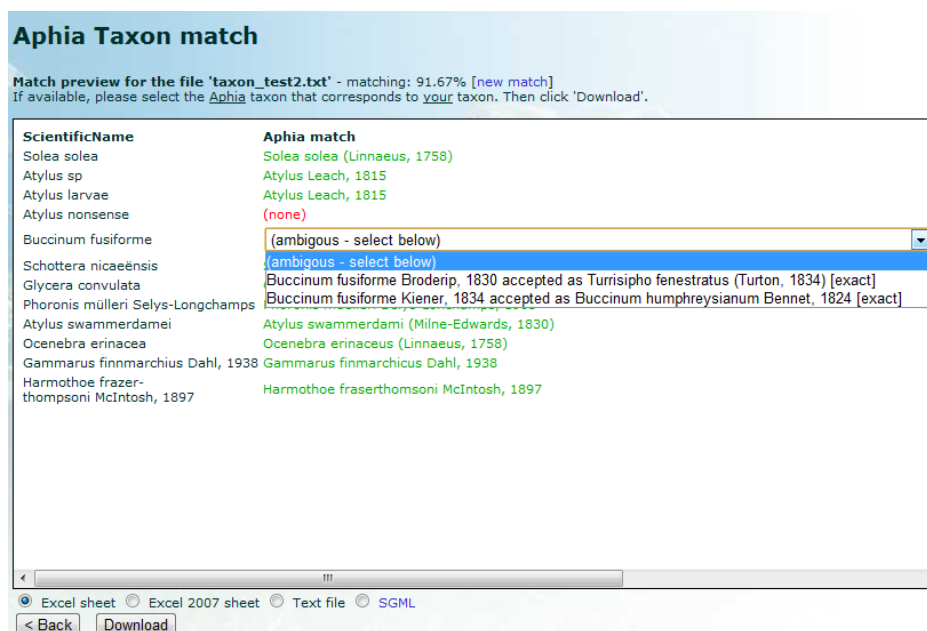 Aphia Taxon match
Match preview for the file 'taxon_test2.txt' - matching: 91.67% [new match]
If available, please select the Aphia taxon that corresponds to your taxon. Then click 'Download'.
ScientificName Aphia match
Solea solea Solea solea (Linnaeus, 1758)
Atylus sp Atylus Leach, 1815
Atylus larvae Atylus Leach, 1815
Atylus nonsense (none)
Buccinum fusiforme (ambigous - select below)
(ambigous - select below)
Schottera nicaeënsis
Buccinum fusiforme Broderip, 1830 accepted as Turrisipho fenestratus (Turton, 1834) [exact]
Glycera convulata
Buccinum fusiforme Kiener, 1834 accepted as Buccinum humphreysianum Bennet, 1824 [exact]
Phoronis mülleri Selys-Longchamps
Atylus swammerdamei Atylus swammerdami (Milne-Edwards, 1830)
Ocenebra erinacea Ocenebra erinaceus (Linnaeus, 1758)
Gammarus finnmarchius Dahl, 1938 Gammarus finmarchicus Dahl, 1938
Harmothoe frazer-
thompsoni McIntosh, 1897 Harmothoe fraserthomsoni McIntosh, 1897
Excel sheet Excel 2007 sheet Text file SGML
< Back Download